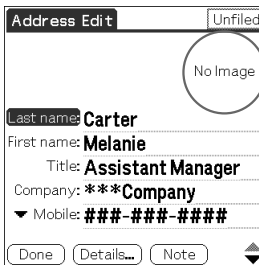 Address Edit Unfiled
No Image
Last name: Carter
First name: Melanie
Title: Assistant Manager
Company: ***Company
Mobile: ###-###-####
Done Details... Note